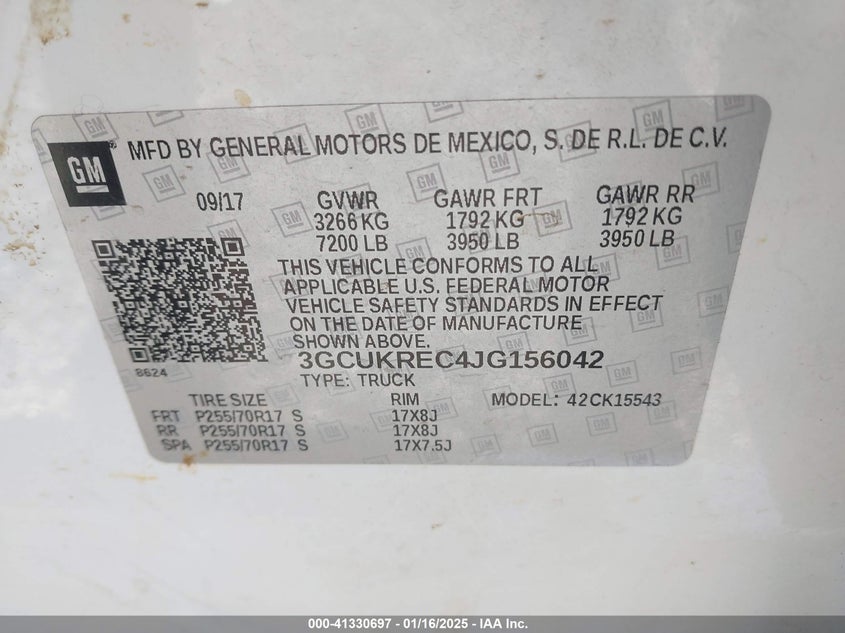 GM
MFD BY GENERAL MOTORS DE MEXICO, S. DE R.L. DE C.V.
09/17 GVWR GAWR FRT GAWR RR
3266 KG 1792 KG 1792 KG
7200 LB 3950 LB 3950 LB
THIS VEHICLE CONFORMS TO ALL
APPLICABLE U.S. FEDERAL MOTOR
VEHICLE SAFETY STANDARDS IN EFFECT
ON THE DATE OF MANUFACTURE
SHOWN ABOVE.
8624 3GCUKREC4JG156042
TYPE: TRUCK
TIRE SIZE RIM MODEL: 42CK15543
FRT P255/70R17 S 17X8J
RR P255/70R17 S 17X8J
SPA P255/70R17 S 17X7.5J
000-41330697 - 01/16/2025 - IAA Inc.